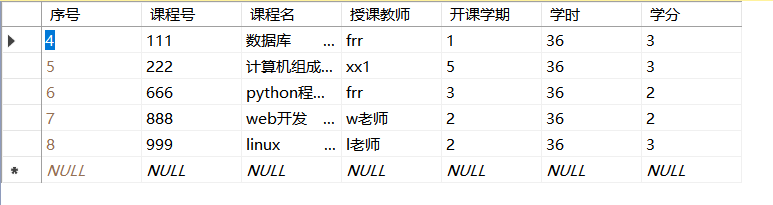 序号 课程号 课程名 授课教师 开课学期 学时 学分
4 111 数据库 ... frr 1 36 3
5 222 计算机组成... xx1 5 36 3
6 666 python程... frr 3 36 2
7 888 web开发 ... w老师 2 36 2
8 999 linux ... l老师 2 36 3
* NULL NULL NULL NULL NULL NULL NULL